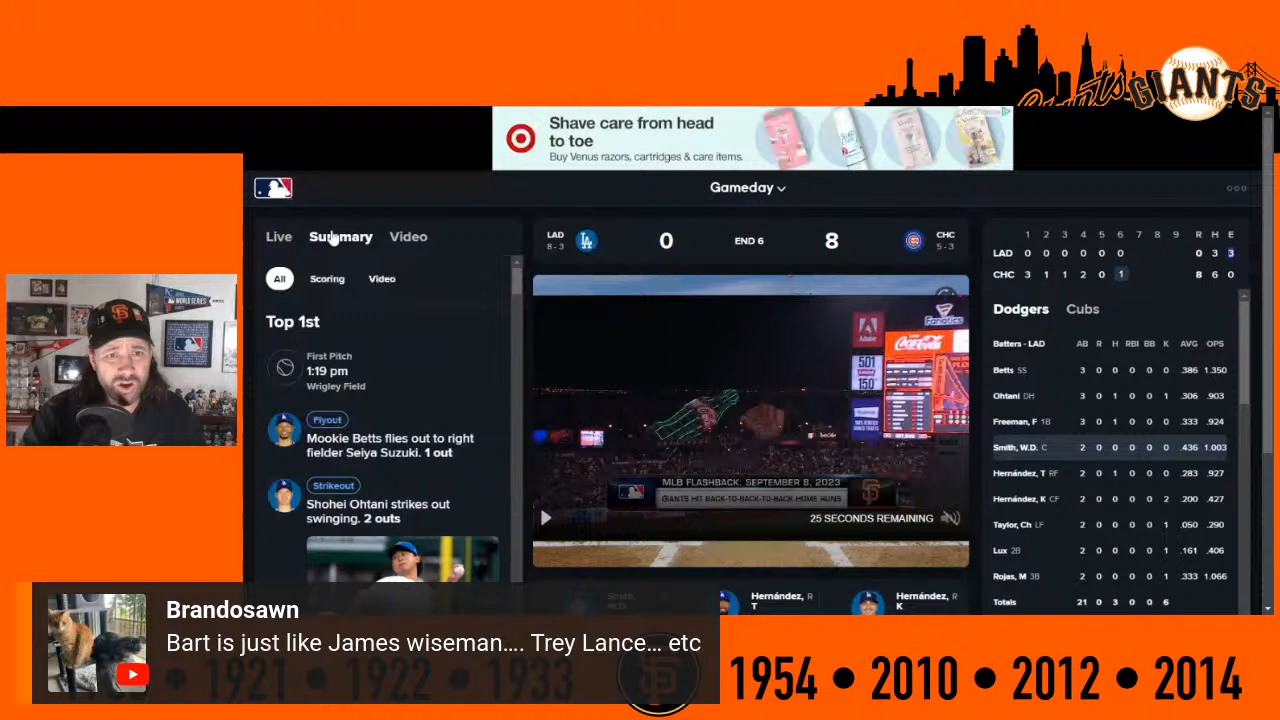 GIANTS
Shave care from head
to toe
Buy Venus razors, cartridges & care items.
AdChoices
Gameday
Live Summary Video
All Scoring Video
Top 1st
First Pitch
1:19 pm
Wrigley Field
Flyout
Mookie Betts flies out to right
fielder Seiya Suzuki. 1 out
Strikeout
Shohei Ohtani strikes out
swinging. 2 outs
LAD
8 - 3
0 END 6 8
CHC
5 - 3
Adobe
Fanatics
Coca-Cola
501
150
MLB FLASHBACK: SEPTEMBER 8, 2023
GIANTS HIT BACK-TO-BACK-TO-BACK HOME RUNS
25 SECONDS REMAINING
Smith,
W.D.
Hernández, R
T
Hernández, R
K
1 2 3 4 5 6 7 8 9 R H E
LAD 0 0 0 0 0 0 0 3 3
CHC 3 1 1 2 0 1 8 6 0
Dodgers Cubs
Batters - LAD AB R H RBI BB K AVG OPS
Betts SS 3 0 0 0 0 0 .386 1.350
Ohtani DH 3 0 1 0 0 1 .306 .903
Freeman, F 1B 3 0 1 0 0 0 .333 .924
Smith, W.D. C 2 0 0 0 0 0 .436 1.003
Hernández, T RF 2 0 1 0 0 0 .283 .927
Hernández, K CF 2 0 0 0 0 2 .200 .427
Taylor, Ch LF 2 0 0 0 0 1 .050 .290
Lux 2B 2 0 0 0 0 1 .161 .406
Rojas, M 3B 2 0 0 0 0 1 .333 1.066
Totals 21 0 3 0 0 6
Brandosawn
Bart is just like James wiseman…. Trey Lance… etc
1921 • 1922 • 1933 1954 • 2010 • 2012 • 2014